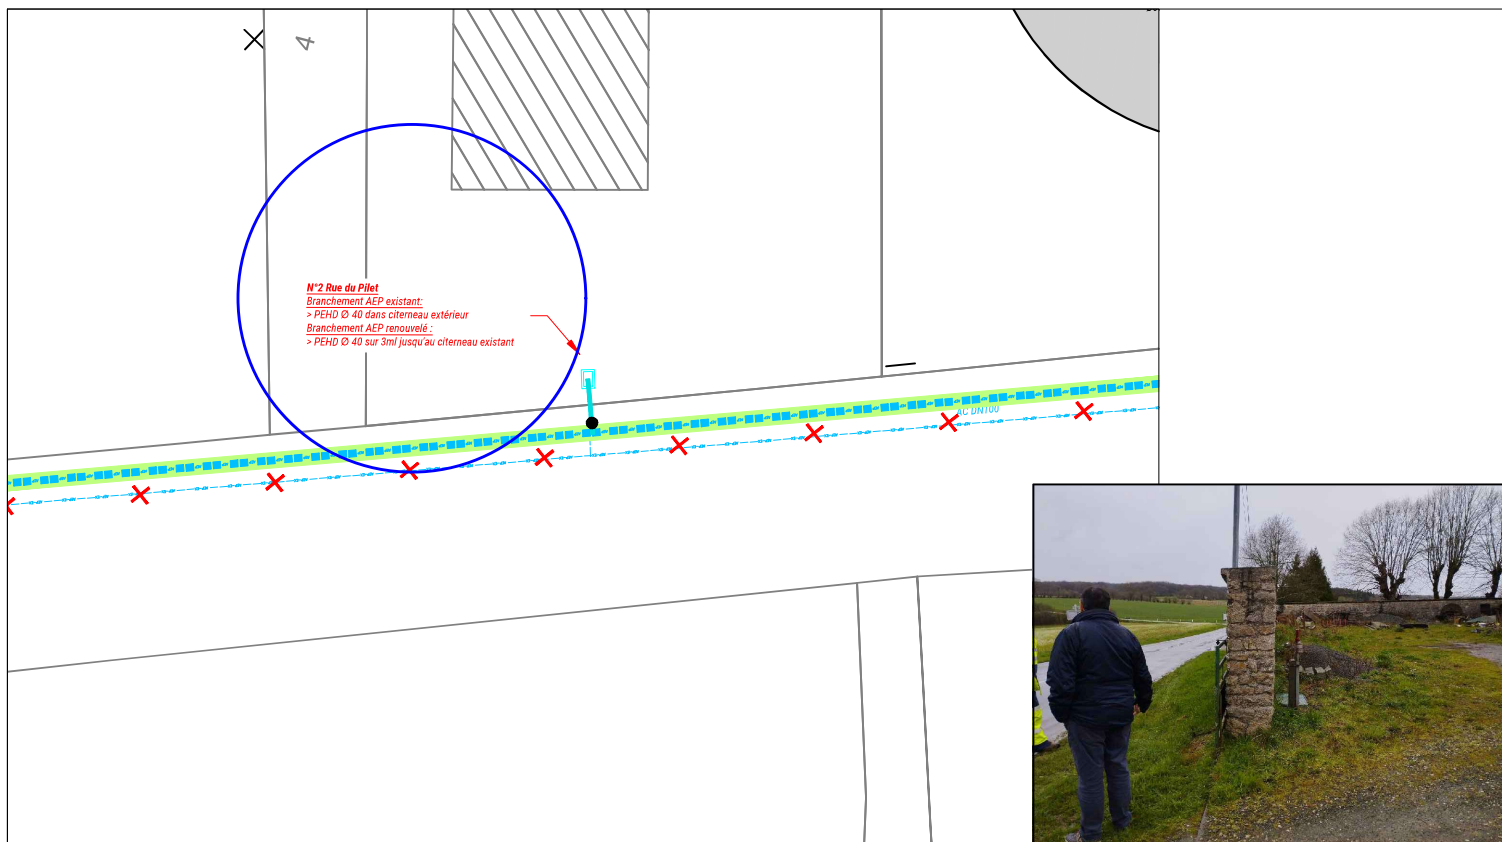 4
N°2 Rue du Pilet
Branchement AEP existant:
> PEHD Ø 40 dans citerneau extérieur
Branchement AEP renouvelé :
> PEHD Ø 40 sur 3ml jusqu'au citerneau existant
AC DN100